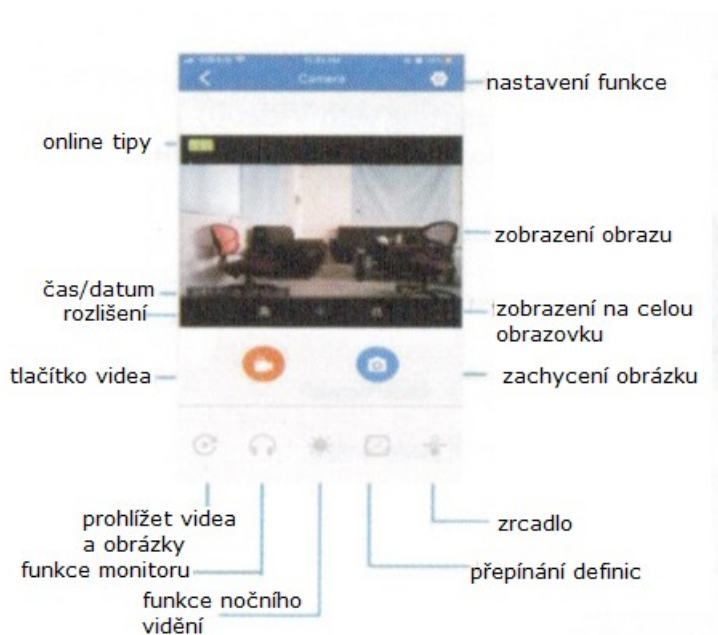 Camera
nastavení funkce
online tipy
zobrazení obrazu
čas/datum
rozlišení
zobrazení na celou
obrazovku
tlačítko videa
zachycení obrázku
prohlížet videa
a obrázky
zrcadlo
funkce monitoru
přepínání definic
funkce nočního
vidění